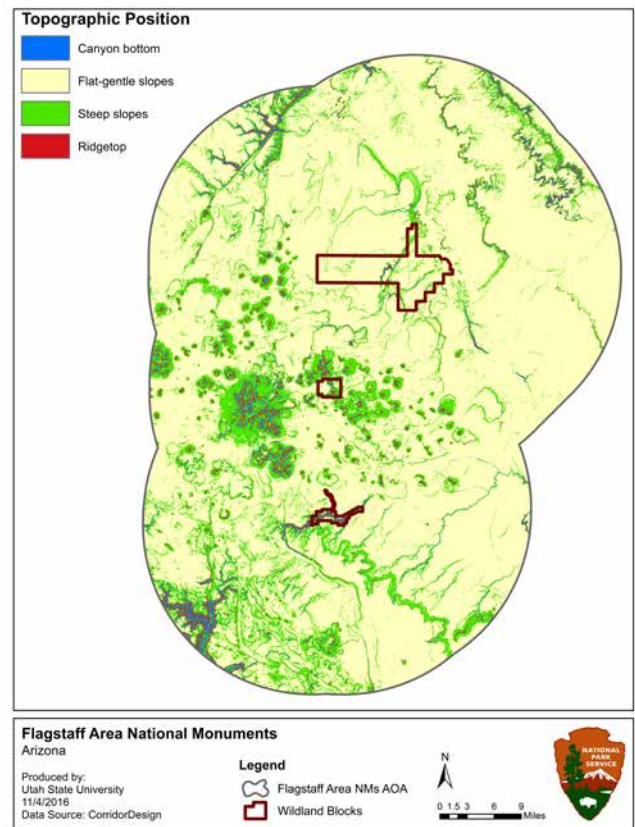 Topographic Position
Canyon bottom
Flat-gentle slopes
Steep slopes
Ridgetop
Flagstaff Area National Monuments
Arizona
Produced by:
Utah State University
11/4/2016
Data Source: CorridorDesign
Legend
Flagstaff Area NMs AOA
Wildland Blocks
N
0 1.5 3 6 9
Miles
NATIONAL
PARK
SERVICE